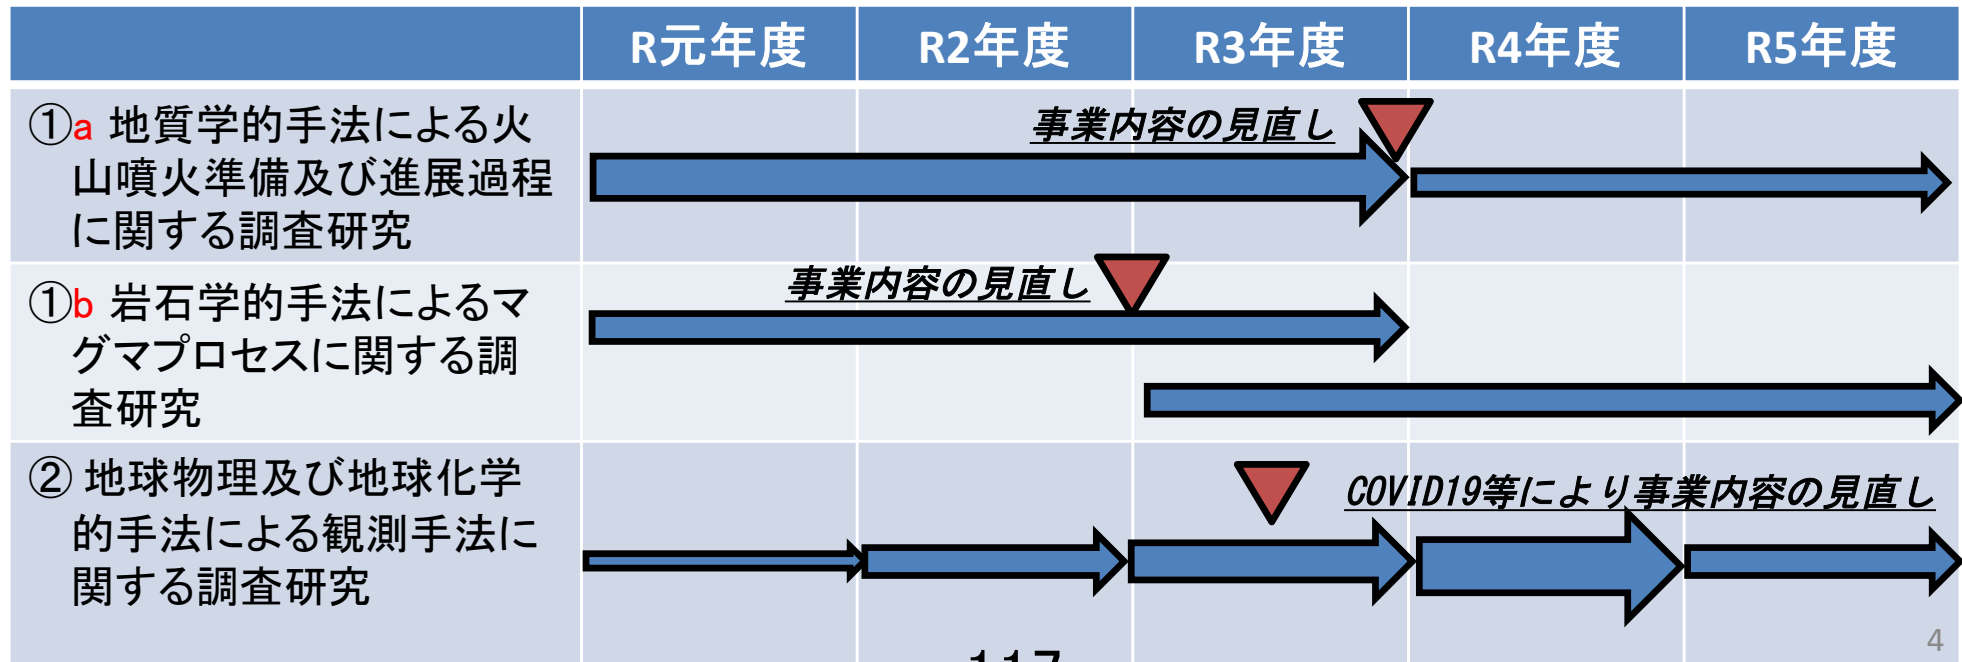 R元年度 R2年度 R3年度 R4年度 R5年度
①a 地質学的手法による火
山噴火準備及び進展過程
に関する調査研究
事業内容の見直し
①b 岩石学的手法によるマ
グマプロセスに関する調
査研究
事業内容の見直し
② 地球物理及び地球化学
的手法による観測手法に
関する調査研究
COVID19等により事業内容の見直し
4
117